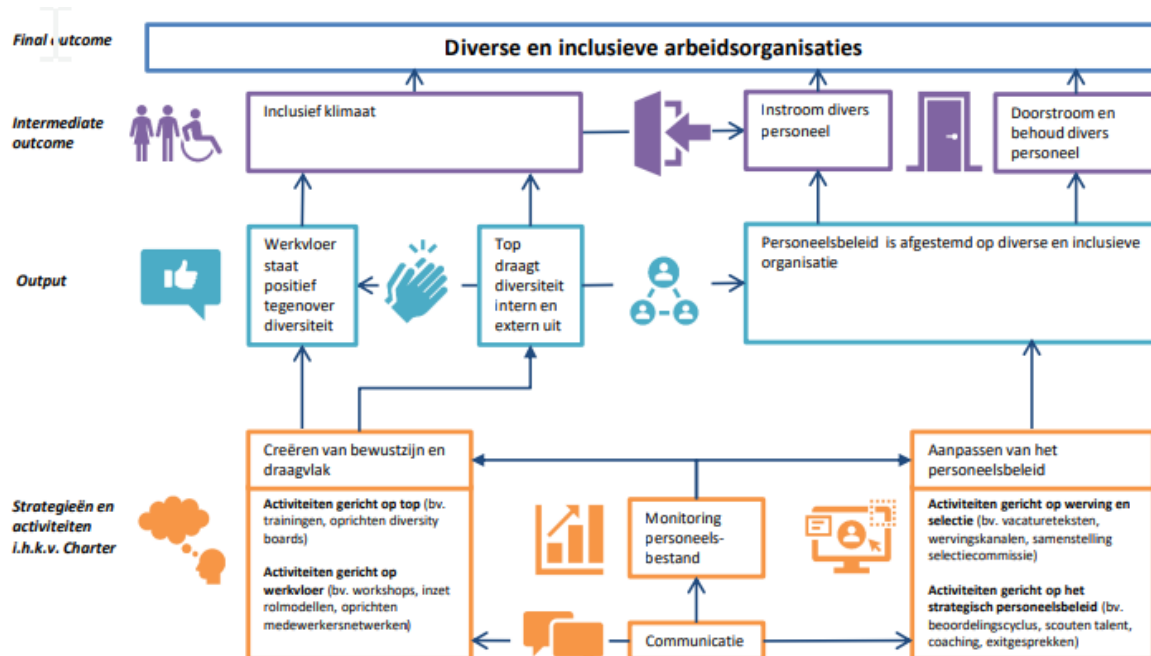 Final outcome
Diverse en inclusieve arbeidsorganisaties
Intermediate
outcome
Inclusief klimaat
Instroom divers
personeel
Doorstroom en
behoud divers
personeel
Output
Werkvloer
staat
positief
tegenover
diversiteit
Top
draagt
diversiteit
intern en
extern uit
Personeelsbeleid is afgestemd op diverse en inclusieve
organisatie
Strategieën en
activiteiten
i.h.k.v. Charter
Creëren van bewustzijn en
draagvlak
Activiteiten gericht op top (bv.
trainingen, oprichten diversity
boards)
Activiteiten gericht op
werkvloer (bv. workshops, inzet
rolmodellen, oprichten
medewerkersnetwerken)
Monitoring
personeels-
bestand
Communicatie
Aanpassen van het
personeelsbeleid
Activiteiten gericht op werving en
selectie (bv. vacatureteksten,
wervingskanalen, samenstelling
selectiecommissie)
Activiteiten gericht op het
strategisch personeelsbeleid (bv.
beoordelingscyclus, scouten talent,
coaching, exitgesprekken)